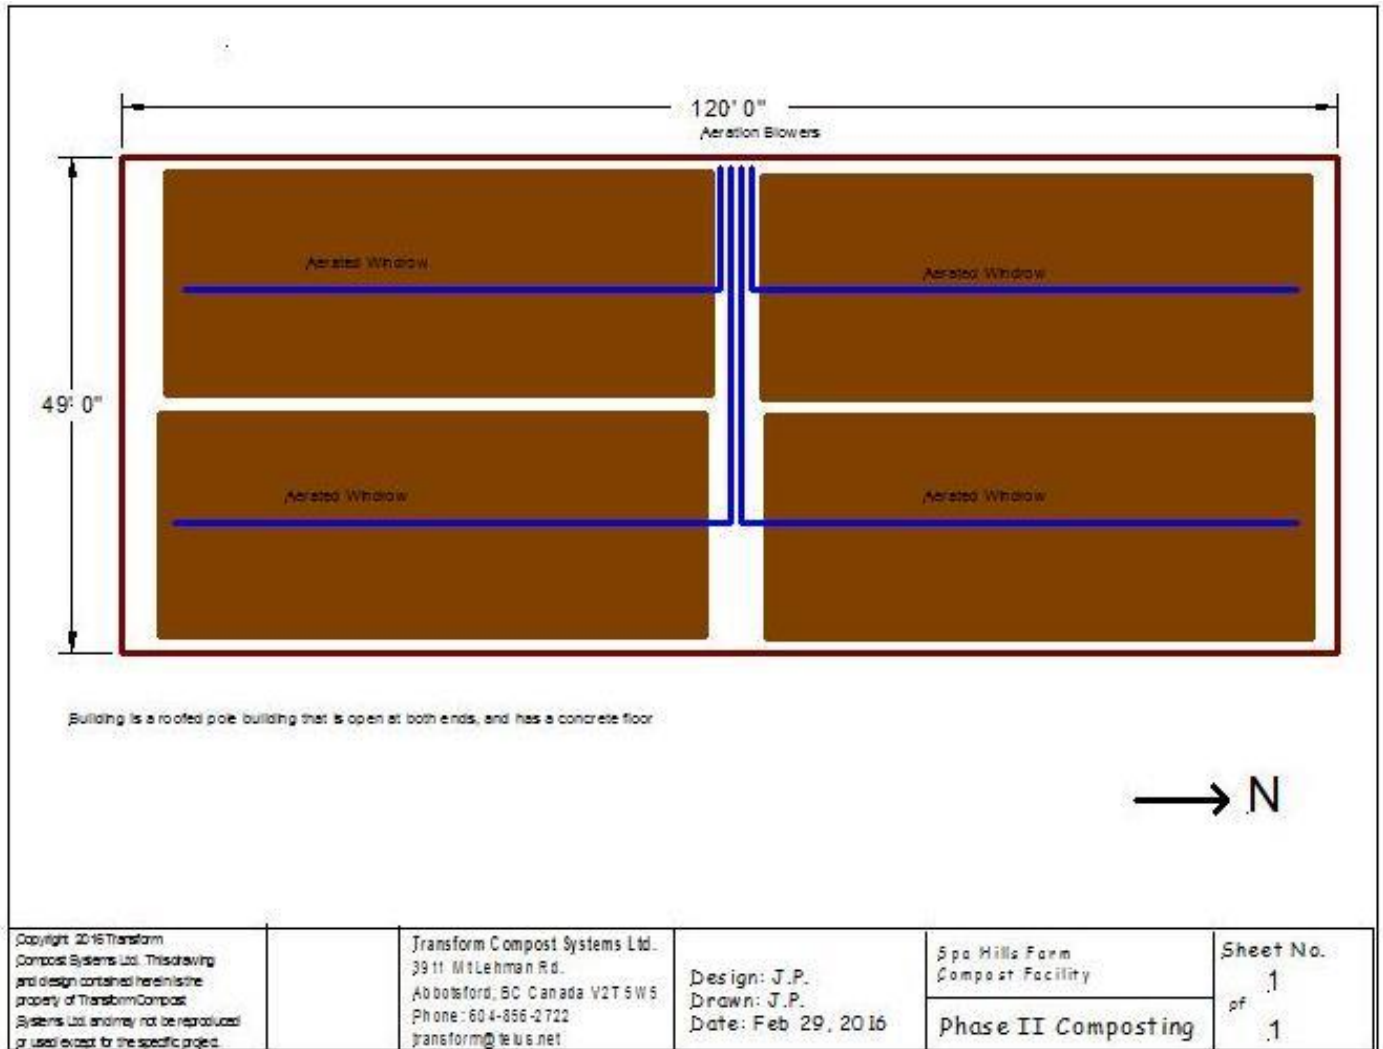 120' 0"
Aeration Blowers
Aerated Windrow
Aerated Windrow
49' 0"
Aerated Windrow
Aerated Windrow
Building is a roofed pole building that is open at both ends, and has a concrete floor
N
Copyright 2016 Transform
Compost Systems Ltd. This drawing
and design contained herein is the
property of Transform Compost
Systems Ltd. and may not be reproduced
or used except for the specific project.
Transform Compost Systems Ltd.
3911 Mt Lehman Rd.
Abbotsford, BC Canada V2T 5W5
Phone: 604-856-2722
transform@telus.net
Design: J.P.
Drawn: J.P.
Date: Feb 29, 2016
Spa Hills Farm
Compost Facility
Phase II Composting
Sheet No.
1
of
1